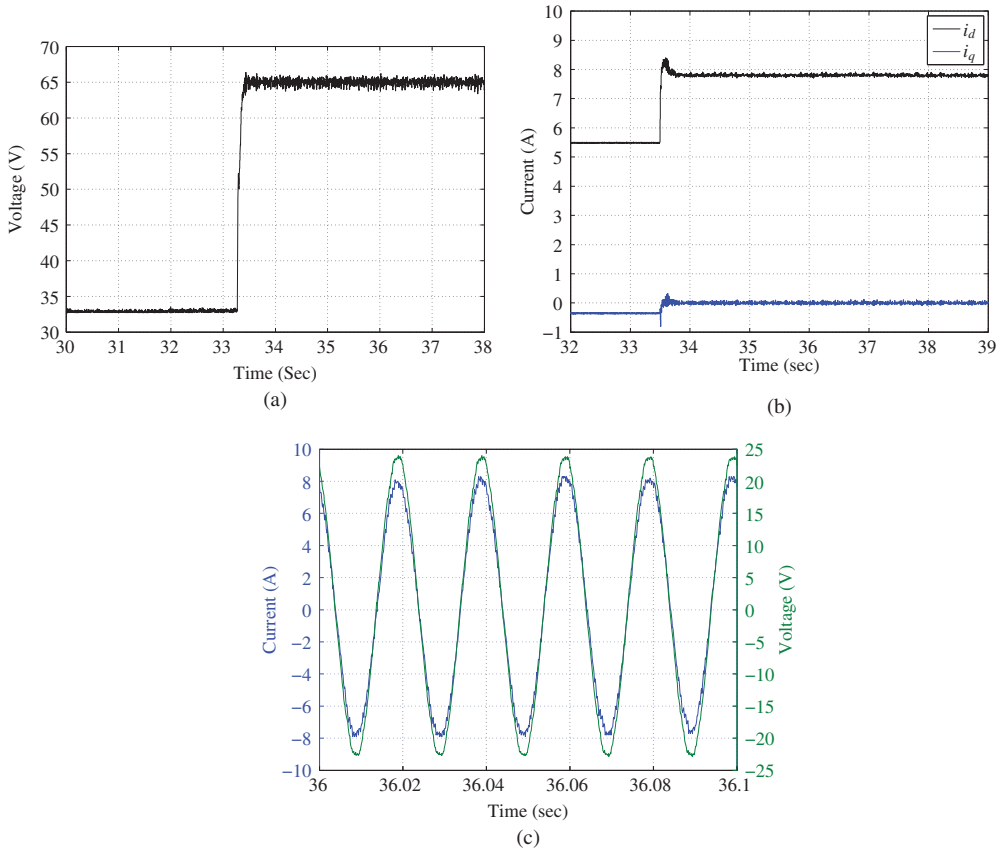 70
65
60
55
50
45
40
35
30
Voltage (V)
30 31 32 33 34 35 36 37 38
Time (Sec)
(a)
10
9
8
7
6
5
4
3
2
1
0
−1
Current (A)
i_d
i_q
32 33 34 35 36 37 38 39
Time (sec)
(b)
10
8
6
4
2
0
−2
−4
−6
−8
−10
Current (A)
25
20
15
10
5
0
−5
−10
−15
−20
−25
Voltage (V)
36 36.02 36.04 36.06 36.08 36.1
Time (sec)
(c)